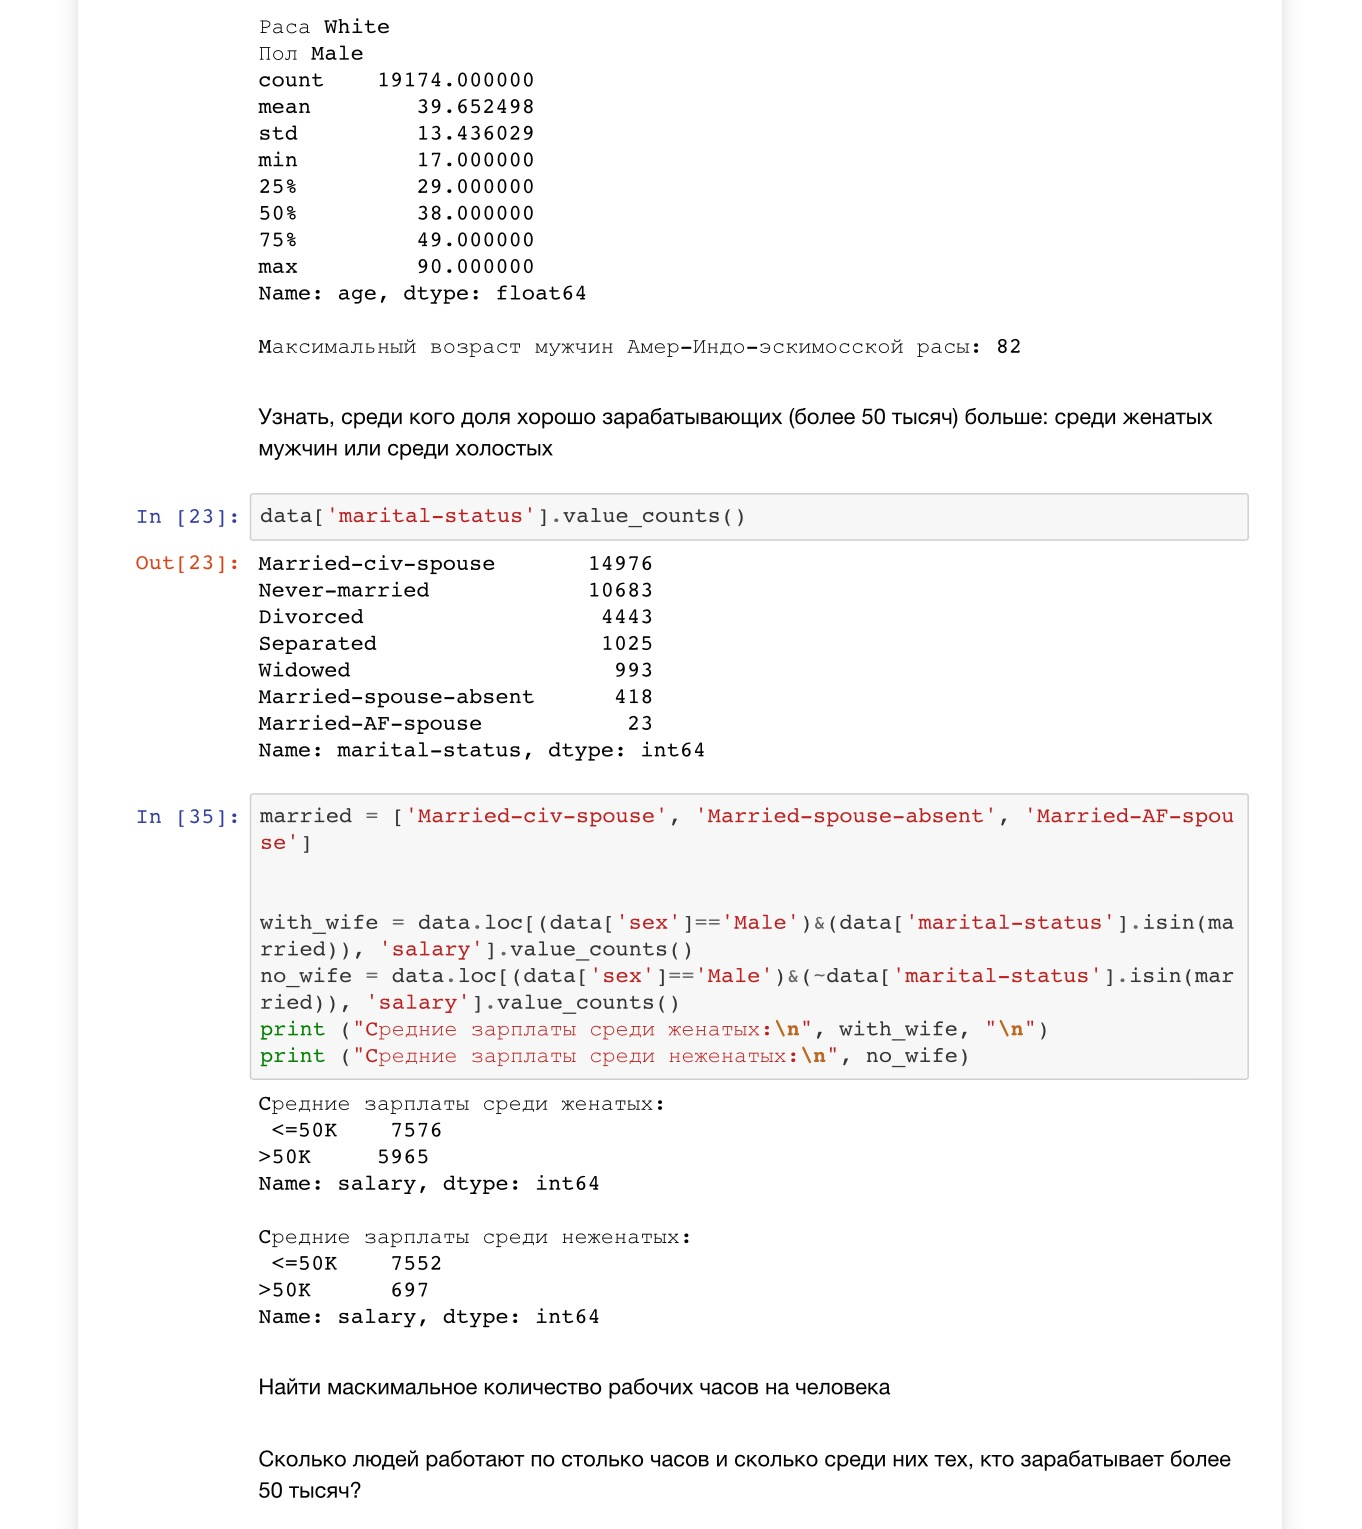 Раса White
Пол Male
count    19174.000000
mean        39.652498
std         13.436029
min         17.000000
25%         29.000000
50%         38.000000
75%         49.000000
max         90.000000
Name: age, dtype: float64
Максимальный возраст мужчин Амер-Индо-эскимосской расы: 82
Узнать, среди кого доля хорошо зарабатывающих (более 50 тысяч) больше: среди женатых
мужчин или среди холостых
In [23]: data['marital-status'].value_counts()
Out[23]: Married-civ-spouse       14976
Never-married            10683
Divorced                  4443
Separated                 1025
Widowed                    993
Married-spouse-absent      418
Married-AF-spouse           23
Name: marital-status, dtype: int64
In [35]: married = ['Married-civ-spouse', 'Married-spouse-absent', 'Married-AF-spou
se']
with_wife = data.loc[(data['sex']=='Male')&(data['marital-status'].isin(ma
rried)), 'salary'].value_counts()
no_wife = data.loc[(data['sex']=='Male')&(~data['marital-status'].isin(mar
ried)), 'salary'].value_counts()
print ("Средние зарплаты среди женатых:\n", with_wife, "\n")
print ("Средние зарплаты среди неженатых:\n", no_wife)
Средние зарплаты среди женатых:
 <=50K    7576
>50K     5965
Name: salary, dtype: int64
Средние зарплаты среди неженатых:
 <=50K    7552
>50K      697
Name: salary, dtype: int64
Найти маскимальное количество рабочих часов на человека
Сколько людей работают по столько часов и сколько среди них тех, кто зарабатывает более
50 тысяч?